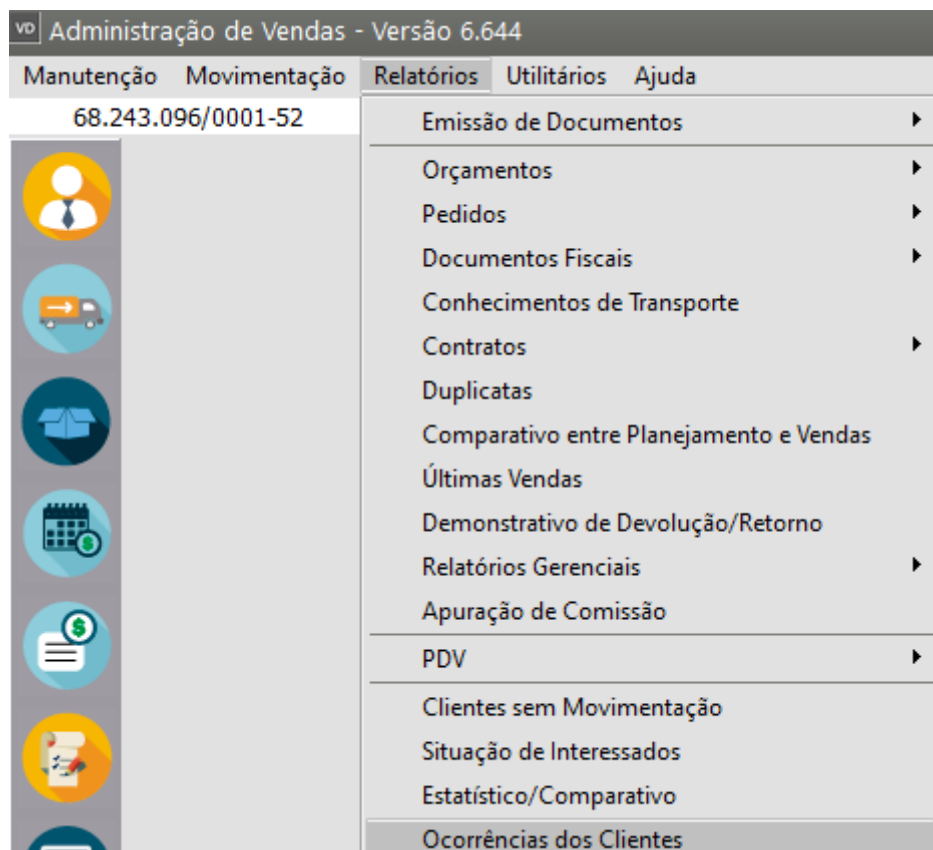 VD Administração de Vendas - Versão 6.644
Manutenção Movimentação Relatórios Utilitários Ajuda
68.243.096/0001-52
Emissão de Documentos
Orçamentos
Pedidos
Documentos Fiscais
Conhecimentos de Transporte
Contratos
Duplicatas
Comparativo entre Planejamento e Vendas
Últimas Vendas
Demonstrativo de Devolução/Retorno
Relatórios Gerenciais
Apuração de Comissão
PDV
Clientes sem Movimentação
Situação de Interessados
Estatístico/Comparativo
Ocorrências dos Clientes